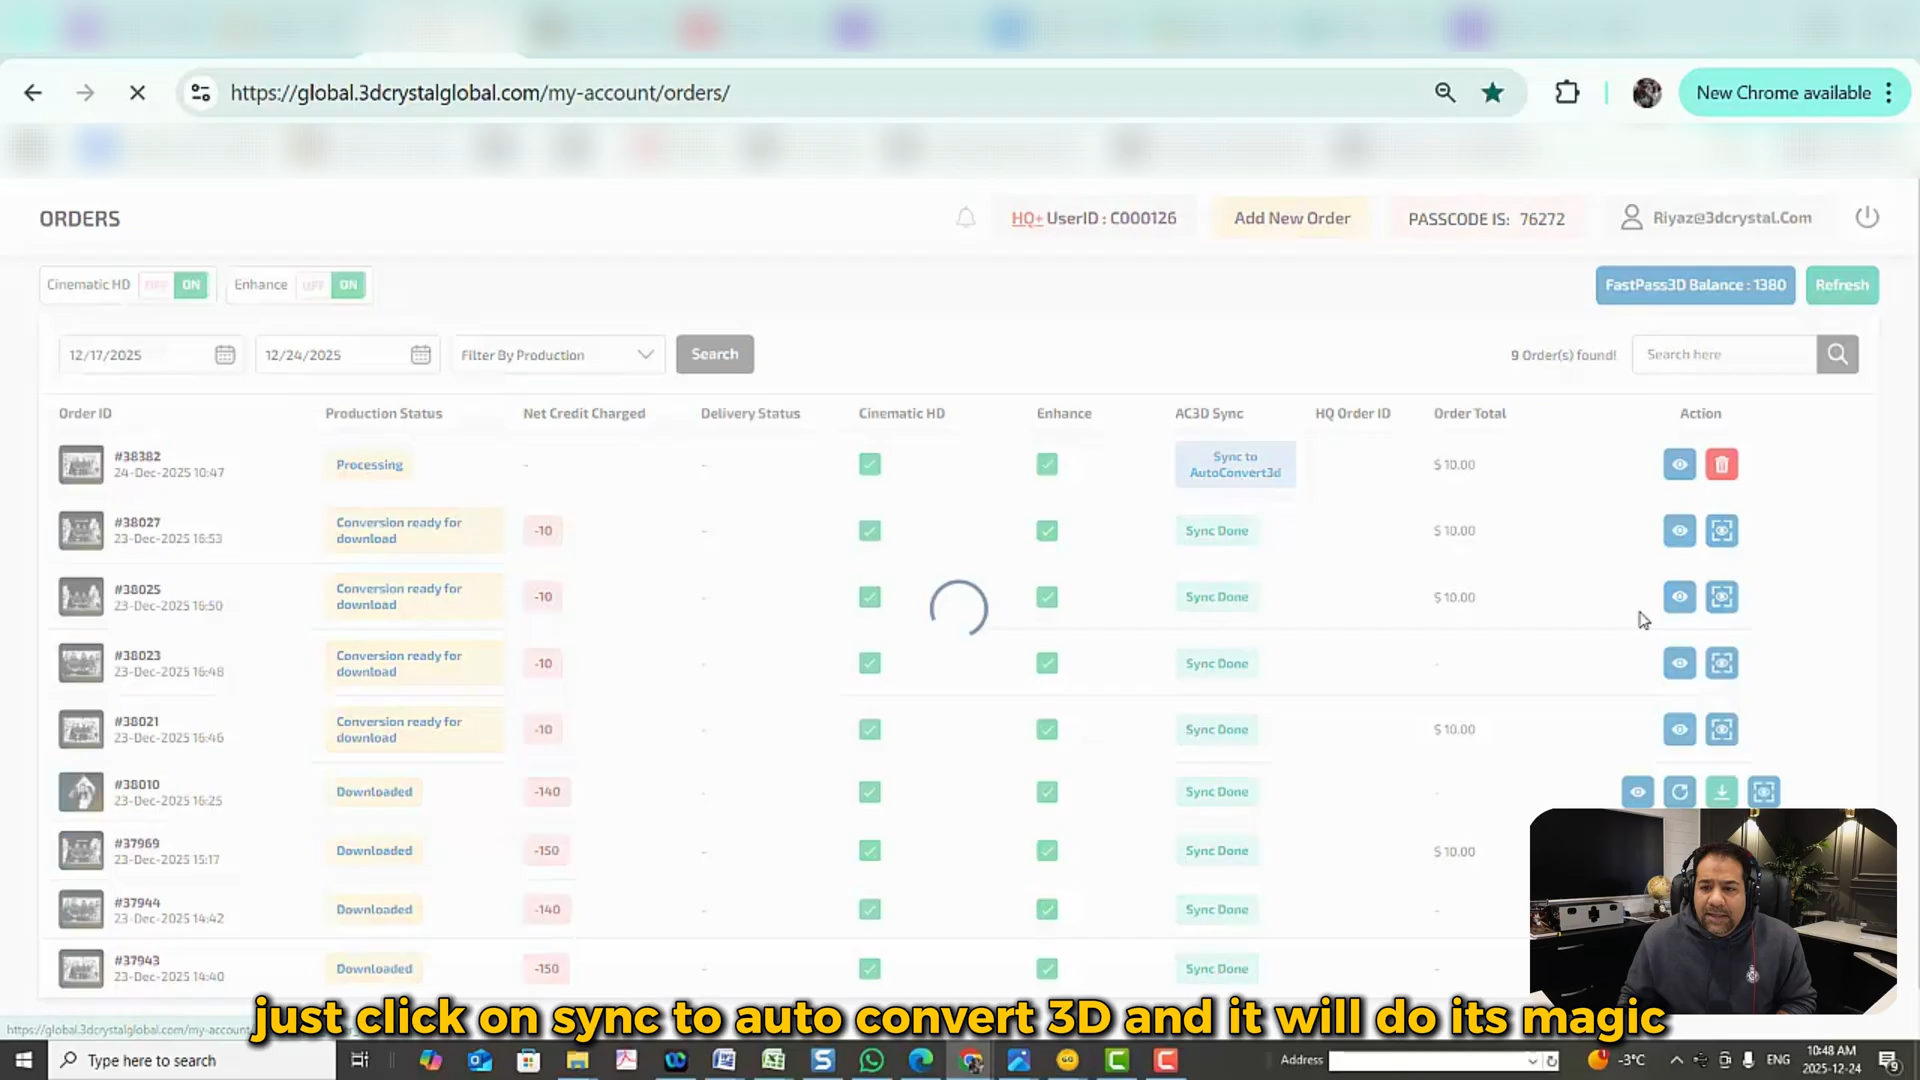 https://global.3dcrystalglobal.com/my-account/orders/
New Chrome available
ORDERS
HQ+ UserID : C000126
Add New Order
PASSCODE IS: 76272
Riyaz@3dcrystal.Com
Cinematic HD OFF ON
Enhance OFF ON
FastPass3D Balance : 1380
Refresh
12/17/2025
12/24/2025
Filter By Production
Search
9 Order(s) found!
Search here
Order ID Production Status Net Credit Charged Delivery Status Cinematic HD Enhance AC3D Sync HQ Order ID Order Total Action
#38382
24-Dec-2025 10:47
Processing
-
-
Sync to
AutoConvert3d
$ 10.00
#38027
23-Dec-2025 16:53
Conversion ready for
download
-10
-
Sync Done
$ 10.00
#38025
23-Dec-2025 16:50
Conversion ready for
download
-10
-
Sync Done
$ 10.00
#38023
23-Dec-2025 16:48
Conversion ready for
download
-10
-
Sync Done
-
#38021
23-Dec-2025 16:46
Conversion ready for
download
-10
-
Sync Done
$ 10.00
#38010
23-Dec-2025 16:25
Downloaded
-140
-
Sync Done
-
#37969
23-Dec-2025 15:17
Downloaded
-150
-
Sync Done
$ 10.00
#37944
23-Dec-2025 14:42
Downloaded
-140
-
Sync Done
-
#37943
23-Dec-2025 14:40
Downloaded
-150
-
Sync Done
-
just click on sync to auto convert 3D and it will do its magic
https://global.3dcrystalglobal.com/my-account
Type here to search
Address
-3°C
ENG
10:48 AM
2025-12-24